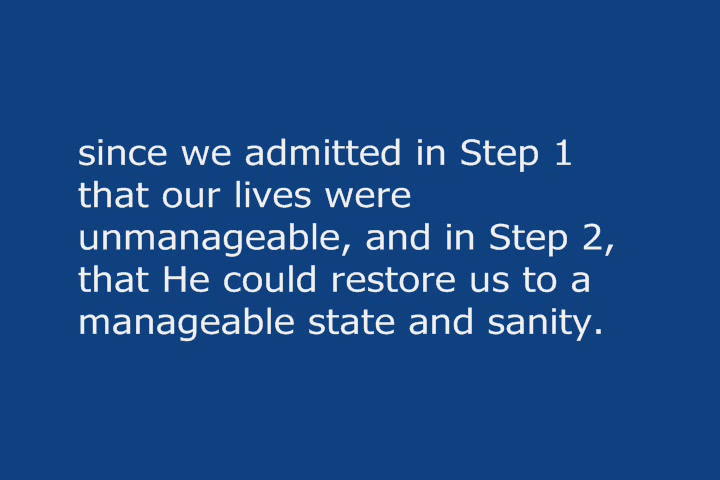 since we admitted in Step 1
that our lives were
unmanageable, and in Step 2,
that He could restore us to a
manageable state and sanity.